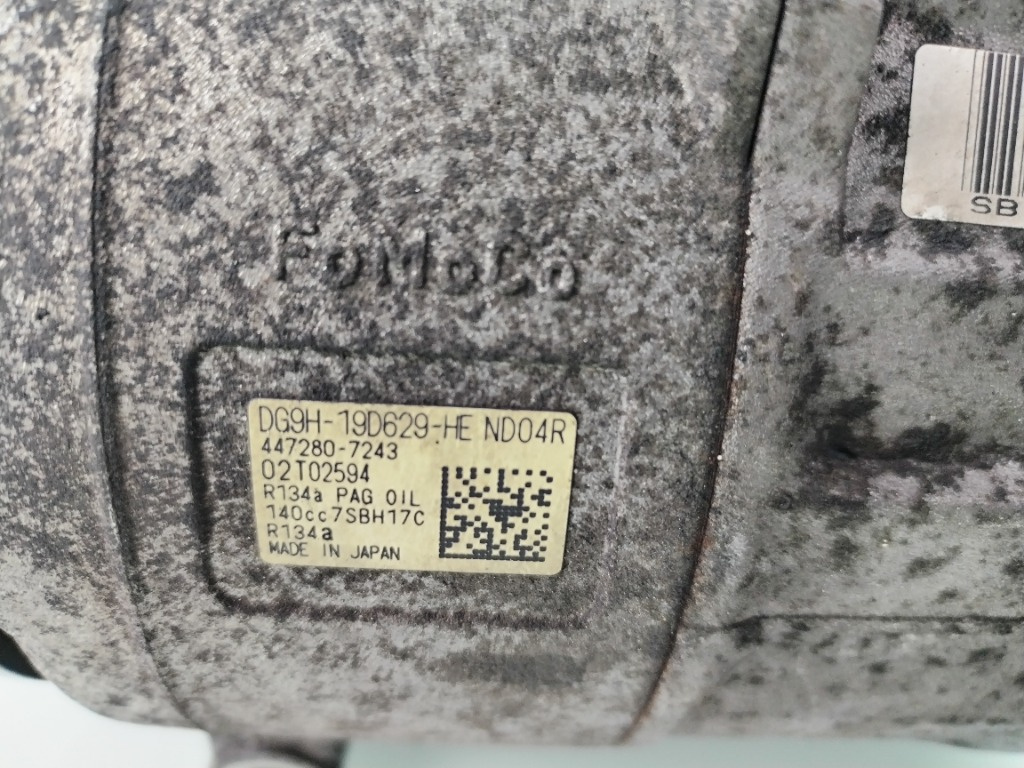 FoMoCo
DG9H-19D629-HE ND04R
447280-7243
02T02594
R134a PAG OIL
140cc7SBH17C
R134a
MADE IN JAPAN
SB